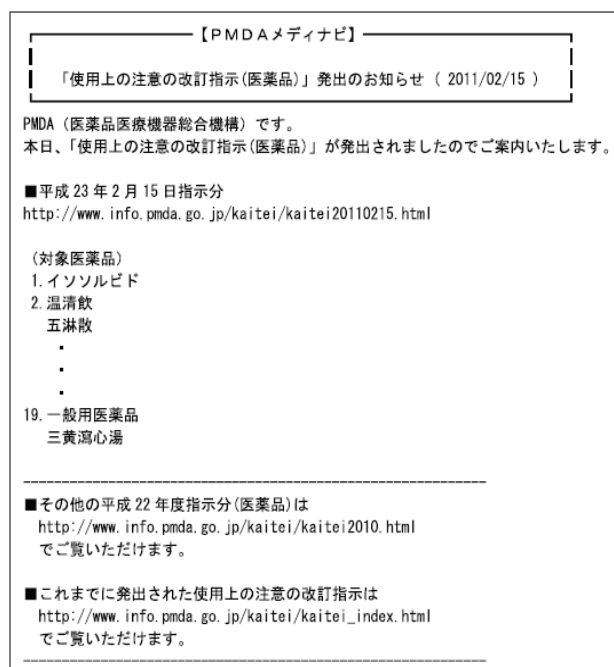 【PMDAメディナビ】
「使用上の注意の改訂指示(医薬品)」発出のお知らせ ( 2011/02/15 )
PMDA (医薬品医療機器総合機構) です。
本日、「使用上の注意の改訂指示(医薬品)」が発出されましたのでご案内いたします。
■平成 23 年 2 月 15 日指示分
http://www.info.pmda.go.jp/kaitei/kaitei20110215.html
(対象医薬品)
1. イソソルビド
2. 温清飲
五淋散
・
・
・
19. 一般用医薬品
三黄瀉心湯
------------------------------------------------------------
■その他の平成 22 年度指示分(医薬品)は
http://www.info.pmda.go.jp/kaitei/kaitei2010.html
でご覧いただけます。
■これまでに発出された使用上の注意の改訂指示は
http://www.info.pmda.go.jp/kaitei/kaitei_index.html
でご覧いただけます。
------------------------------------------------------------